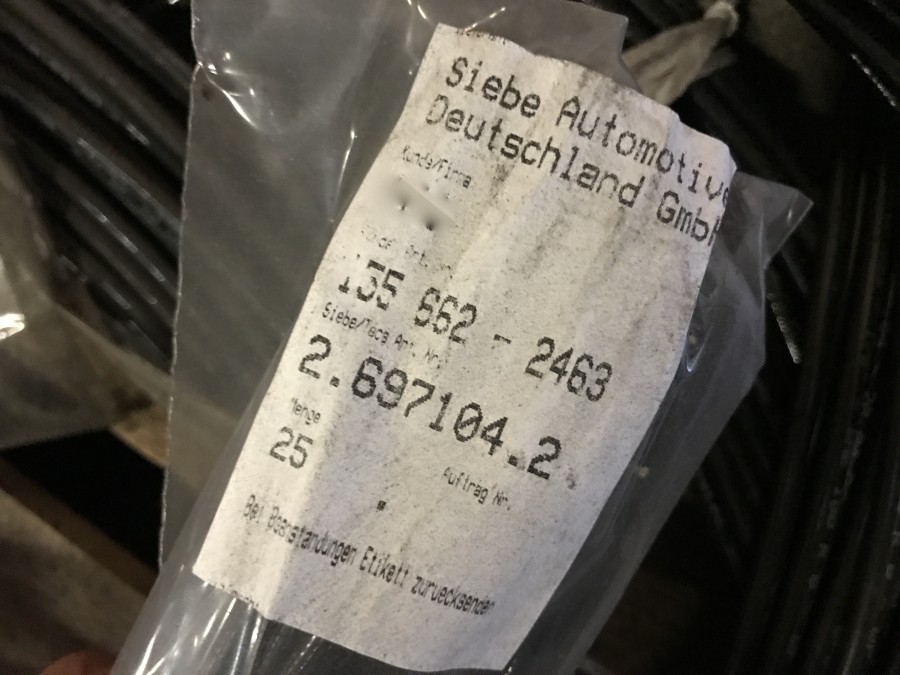 Siebe Automotive
Deutschland GmbH
Kunde/Firma
135 662 - 2463
Siebe/Teca Art. Nr.
2.697104.2
Menge
25
Auftrag Nr.
Bei Beanstandungen Etikett zuruecksenden